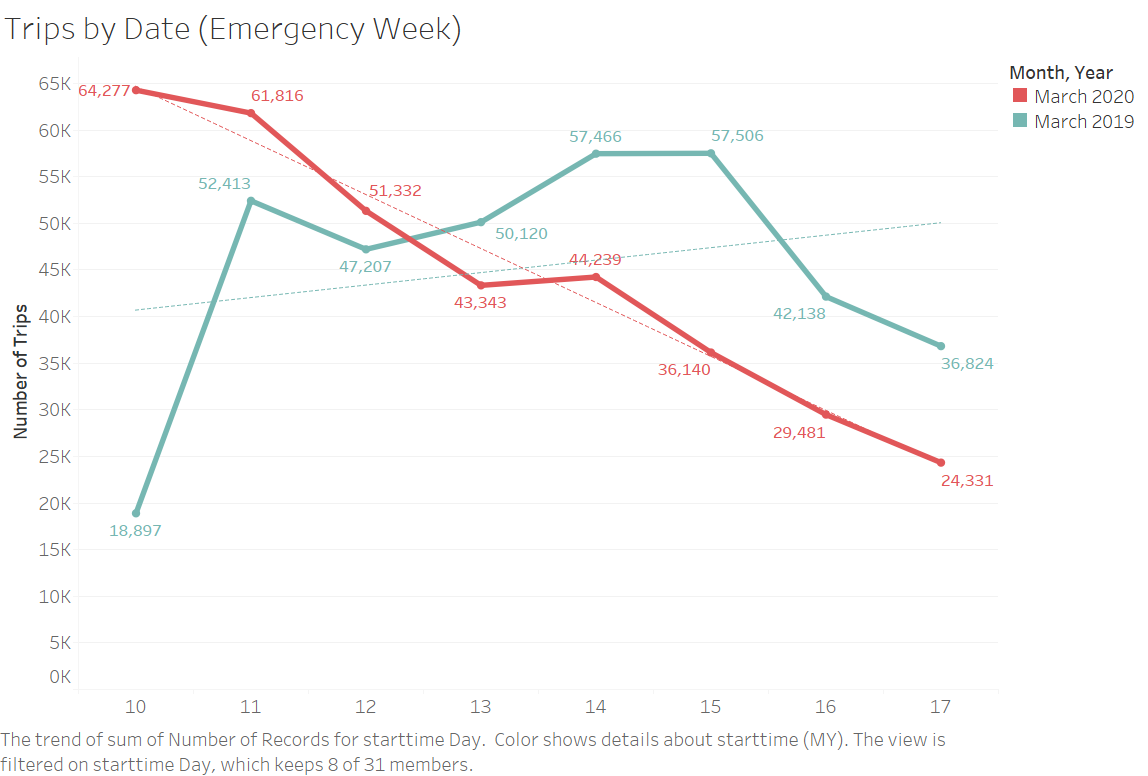 Trips by Date (Emergency Week)
Month, Year
March 2020
March 2019
Number of Trips
65K
60K
55K
50K
45K
40K
35K
30K
25K
20K
15K
10K
5K
0K
64,277
61,816
51,332
43,343
44,239
36,140
29,481
24,331
18,897
52,413
47,207
50,120
57,466
57,506
42,138
36,824
10 11 12 13 14 15 16 17
The trend of sum of Number of Records for starttime Day.  Color shows details about starttime (MY). The view is
filtered on starttime Day, which keeps 8 of 31 members.